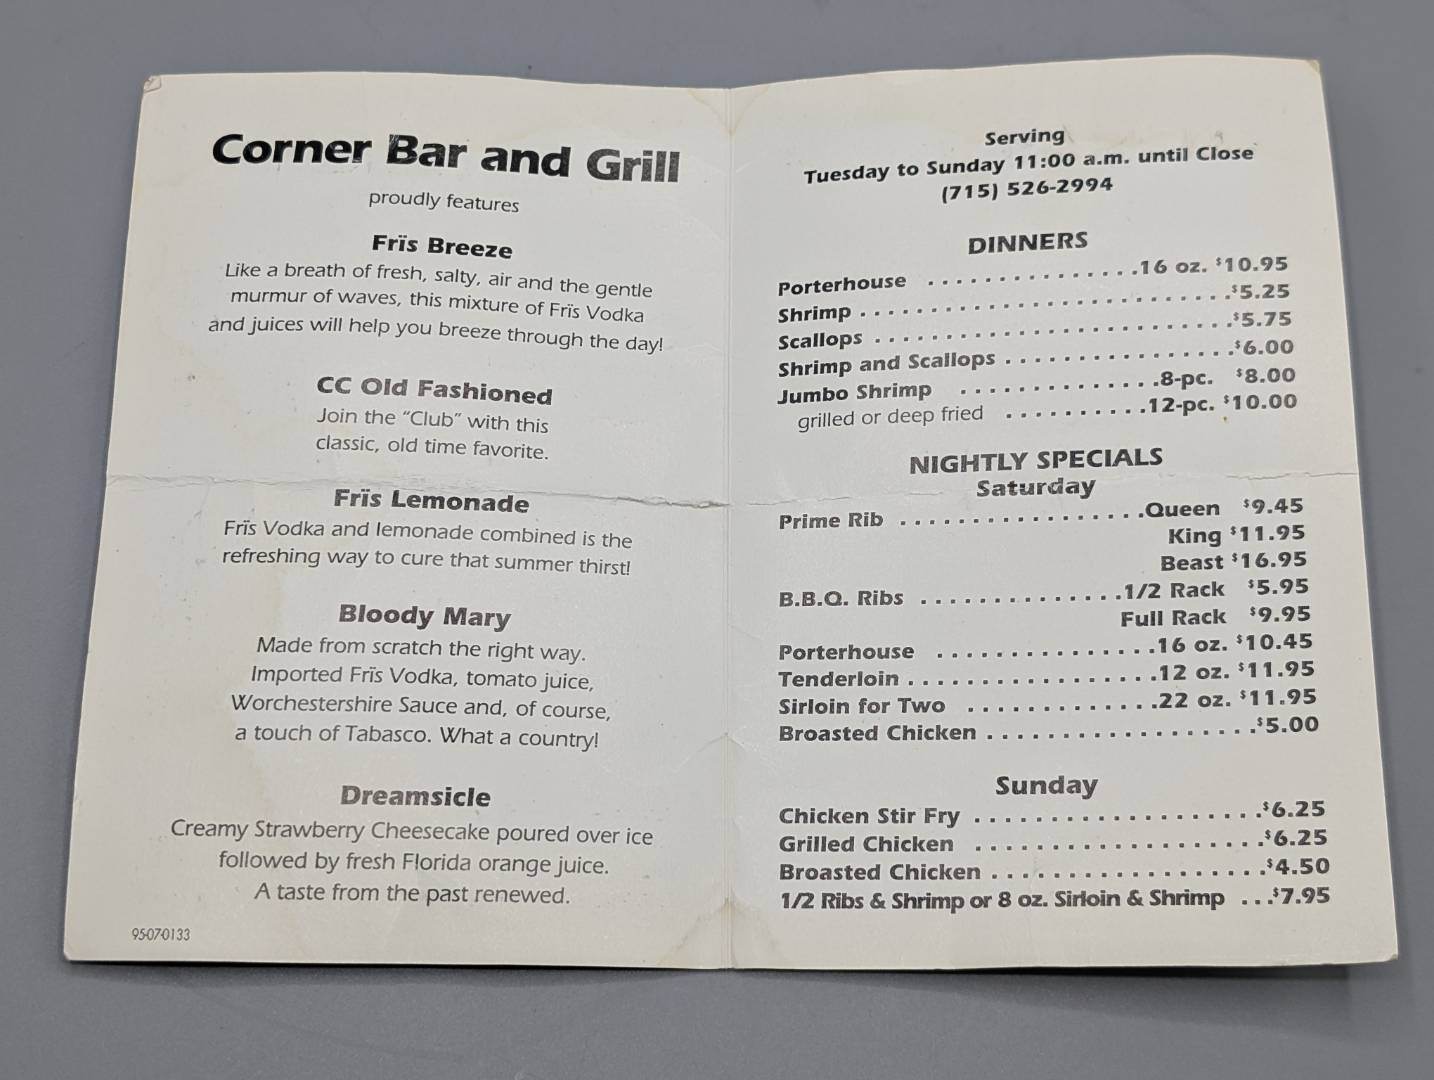 Corner Bar and Grill
proudly features
Frïs Breeze
Like a breath of fresh, salty, air and the gentle
murmur of waves, this mixture of Frïs Vodka
and juices will help you breeze through the day!
CC Old Fashioned
Join the "Club" with this
classic, old time favorite.
Frïs Lemonade
Frïs Vodka and lemonade combined is the
refreshing way to cure that summer thirst!
Bloody Mary
Made from scratch the right way.
Imported Frïs Vodka, tomato juice,
Worchestershire Sauce and, of course,
a touch of Tabasco. What a country!
Dreamsicle
Creamy Strawberry Cheesecake poured over ice
followed by fresh Florida orange juice.
A taste from the past renewed.
95-07-0133
Serving
Tuesday to Sunday 11:00 a.m. until Close
(715) 526-2994
DINNERS
Porterhouse . . . . . . . . . . . . . . .16 oz. $10.95
Shrimp . . . . . . . . . . . . . . . . . . . . . . . . . . .$5.25
Scallops . . . . . . . . . . . . . . . . . . . . . . . . . .$5.75
Shrimp and Scallops . . . . . . . . . . . . . . . . .$6.00
Jumbo Shrimp . . . . . . . . . . . . . .8-pc. $8.00
grilled or deep fried . . . . . . . . . . .12-pc. $10.00
NIGHTLY SPECIALS
Saturday
Prime Rib . . . . . . . . . . . . . . . . .Queen $9.45
King $11.95
Beast $16.95
B.B.Q. Ribs . . . . . . . . . . . . . .1/2 Rack $5.95
Full Rack $9.95
Porterhouse . . . . . . . . . . . . . . .16 oz. $10.45
Tenderloin . . . . . . . . . . . . . . . . .12 oz. $11.95
Sirloin for Two . . . . . . . . . . . . .22 oz. $11.95
Broasted Chicken . . . . . . . . . . . . . . . . . .$5.00
Sunday
Chicken Stir Fry . . . . . . . . . . . . . . . . . . .$6.25
Grilled Chicken . . . . . . . . . . . . . . . . . . .$6.25
Broasted Chicken . . . . . . . . . . . . . . . . . .$4.50
1/2 Ribs & Shrimp or 8 oz. Sirloin & Shrimp . . .$7.95